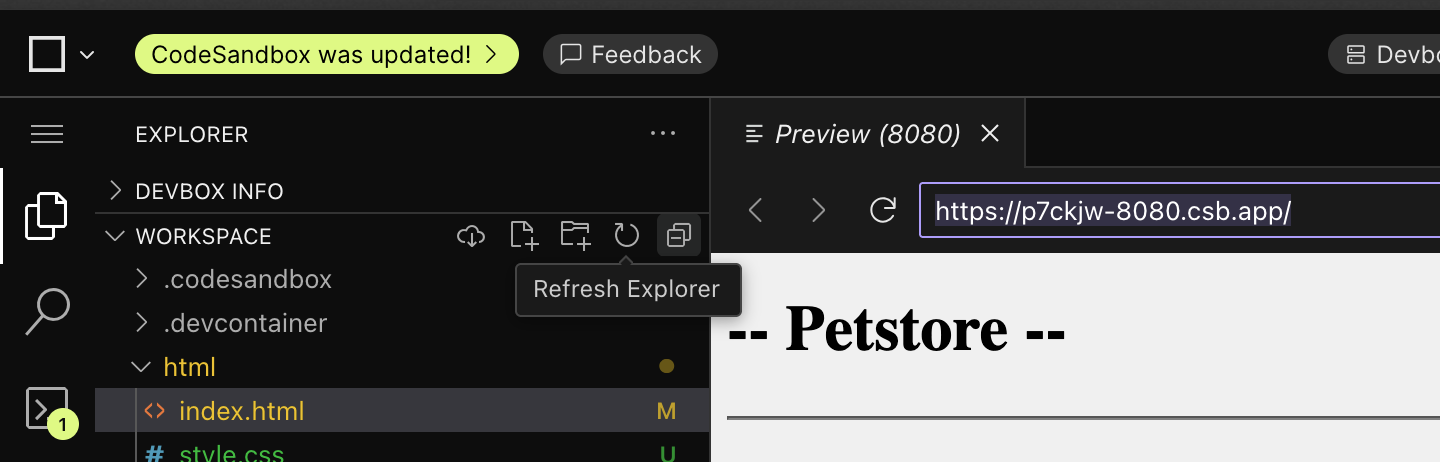 CodeSandbox was updated!
Feedback
Devbo
EXPLORER
DEVBOX INFO
WORKSPACE
.codesandbox
.devcontainer
Refresh Explorer
html
index.html M
style.css U
1
Preview (8080)
https://p7ckjw-8080.csb.app/
-- Petstore --